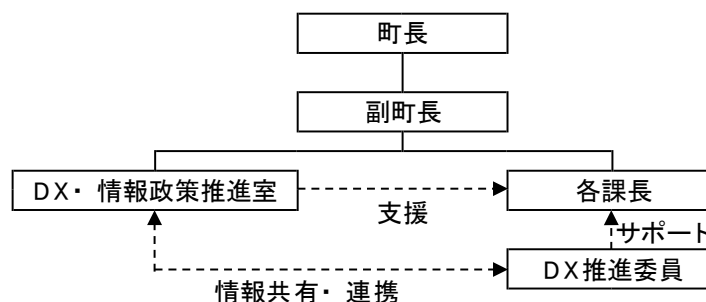 町長
副町長
DX・ 情報政策推進室
各課長
支援
サポート
DX推進委員
情報共有・ 連携